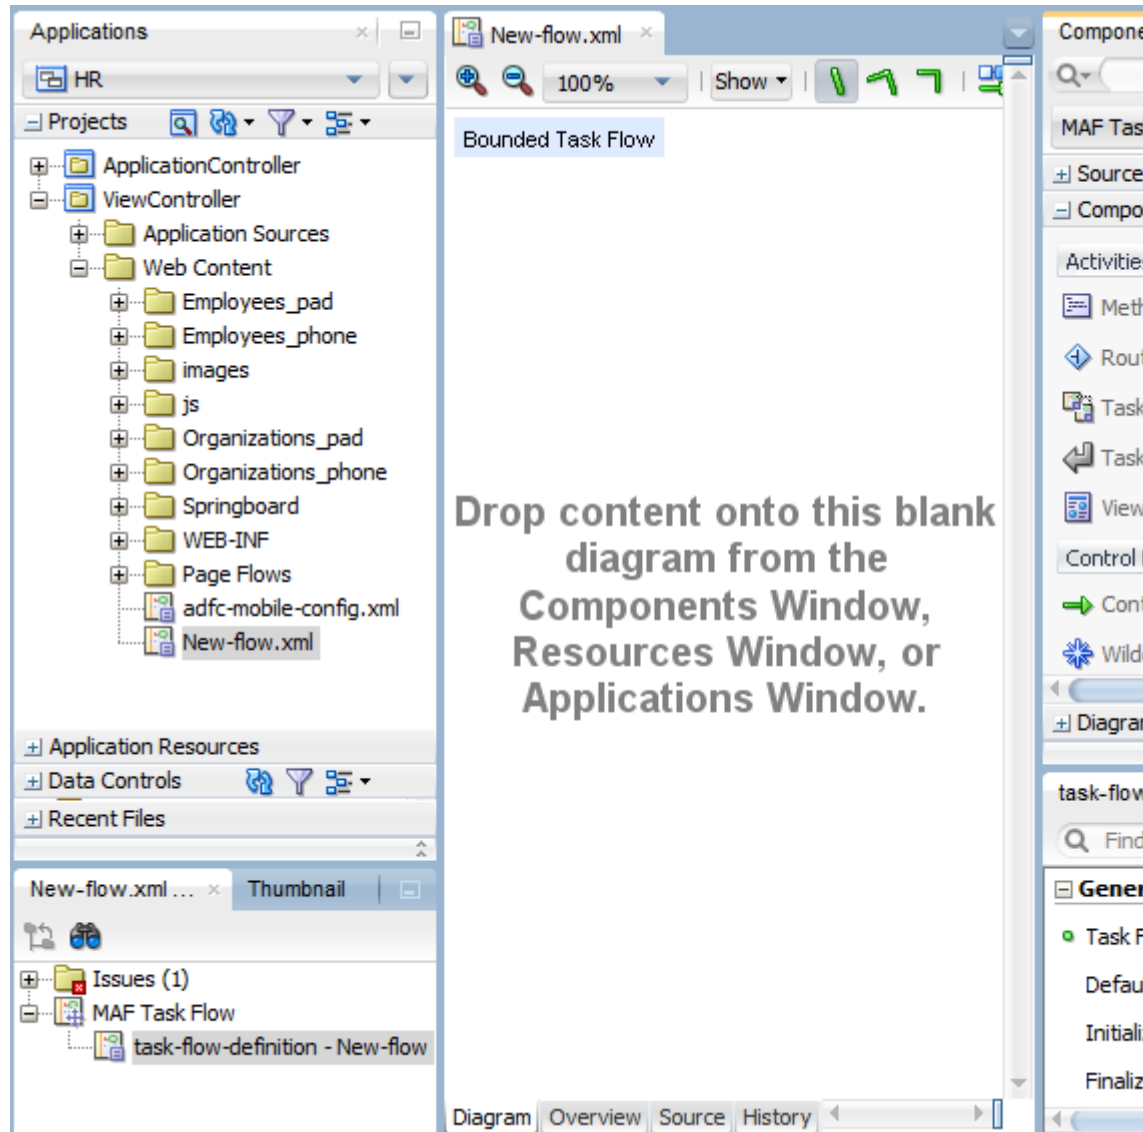 Applications
HR
Projects
ApplicationController
ViewController
Application Sources
Web Content
Employees_pad
Employees_phone
images
js
Organizations_pad
Organizations_phone
Springboard
WEB-INF
Page Flows
adfc-mobile-config.xml
New-flow.xml
Application Resources
Data Controls
Recent Files
New-flow.xml ...
Thumbnail
Issues (1)
MAF Task Flow
task-flow-definition - New-flow
New-flow.xml
100%
Show
Bounded Task Flow
Drop content onto this blank
diagram from the
Components Window,
Resources Window, or
Applications Window.
Diagram Overview Source History
Compone
MAF Tas
Source
Compo
Activitie
Meth
Rout
Task
Task
View
Control
Cont
Wild
Diagra
task-flow
Find
Gener
Task F
Defau
Initiali
Finaliz